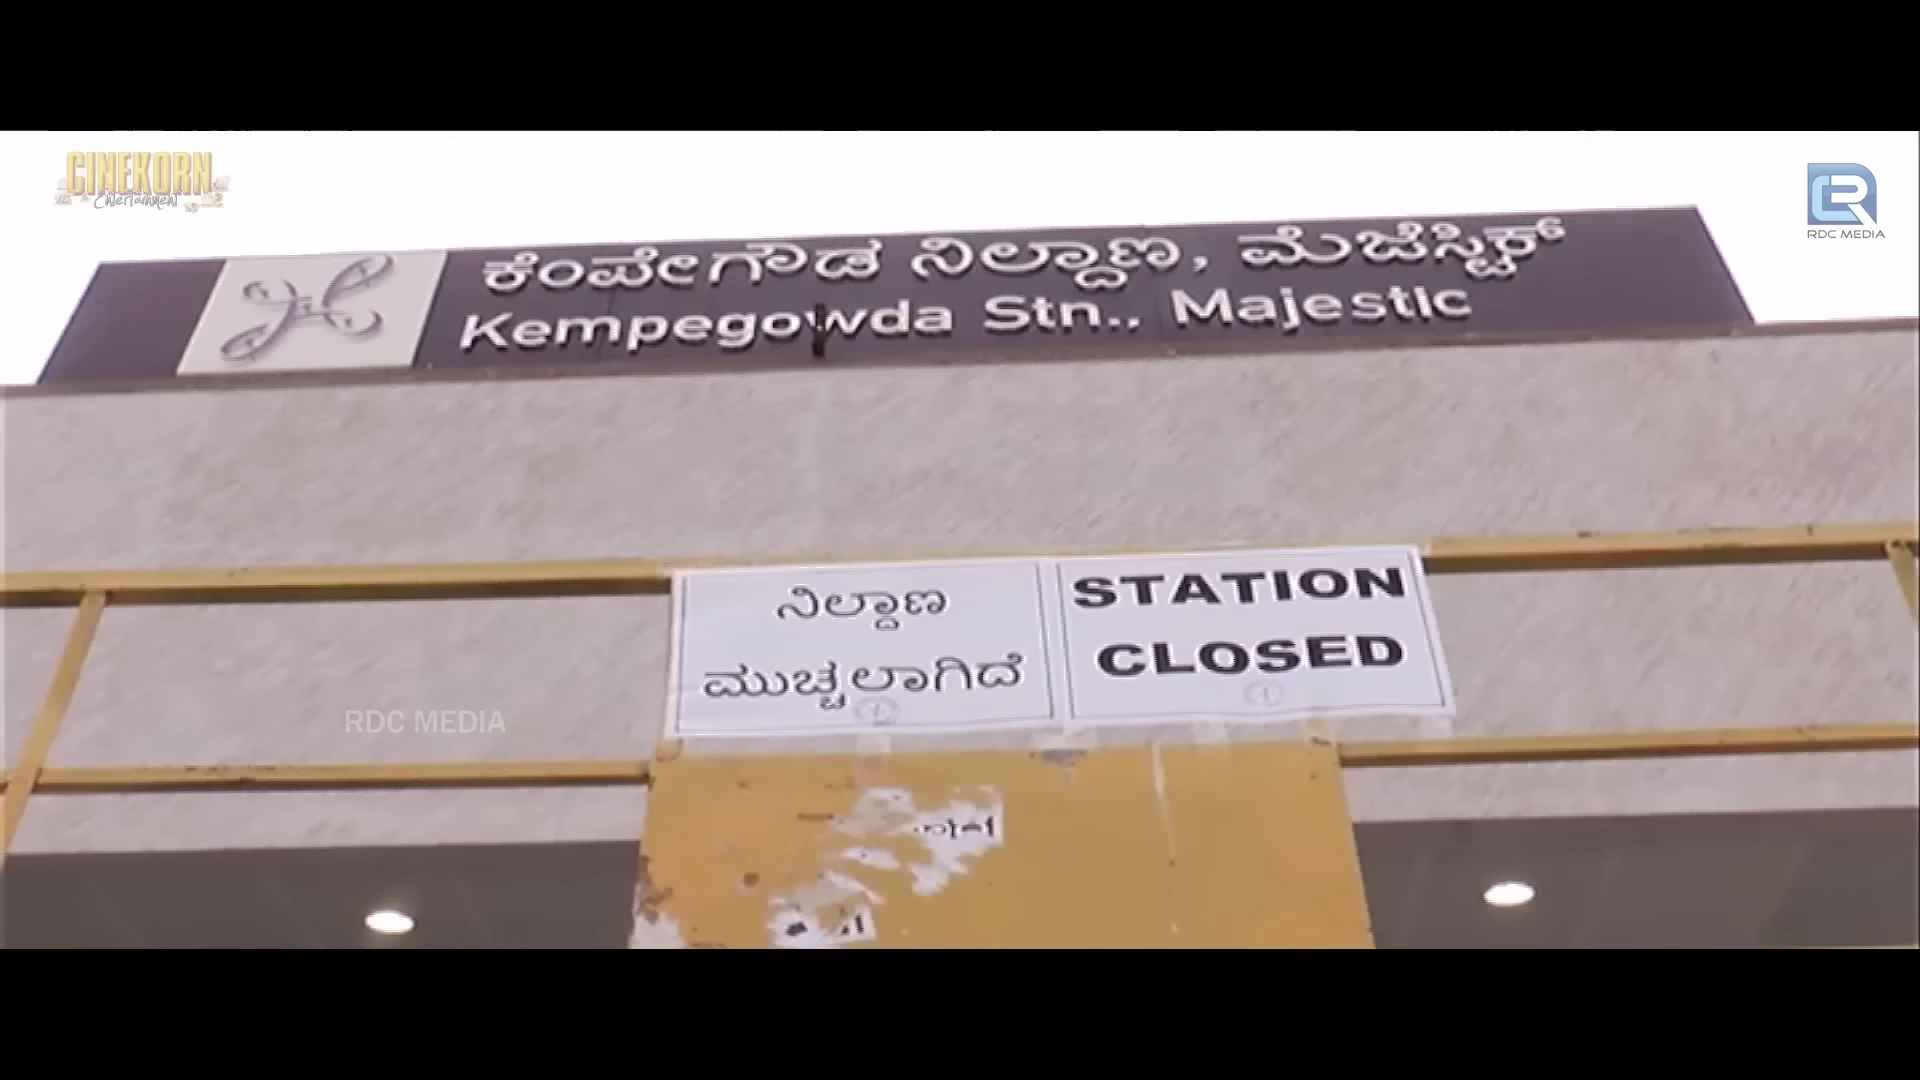 CINEKORN
Entertainment
RDC MEDIA
ಕೆಂಪೇಗೌಡ ನಿಲ್ದಾಣ, ಮೆಜೆಸ್ಟಿಕ್
Kempegowda Stn., Majestic
ನಿಲ್ದಾಣ
ಮುಚ್ಚಲಾಗಿದೆ
STATION
CLOSED
RDC MEDIA